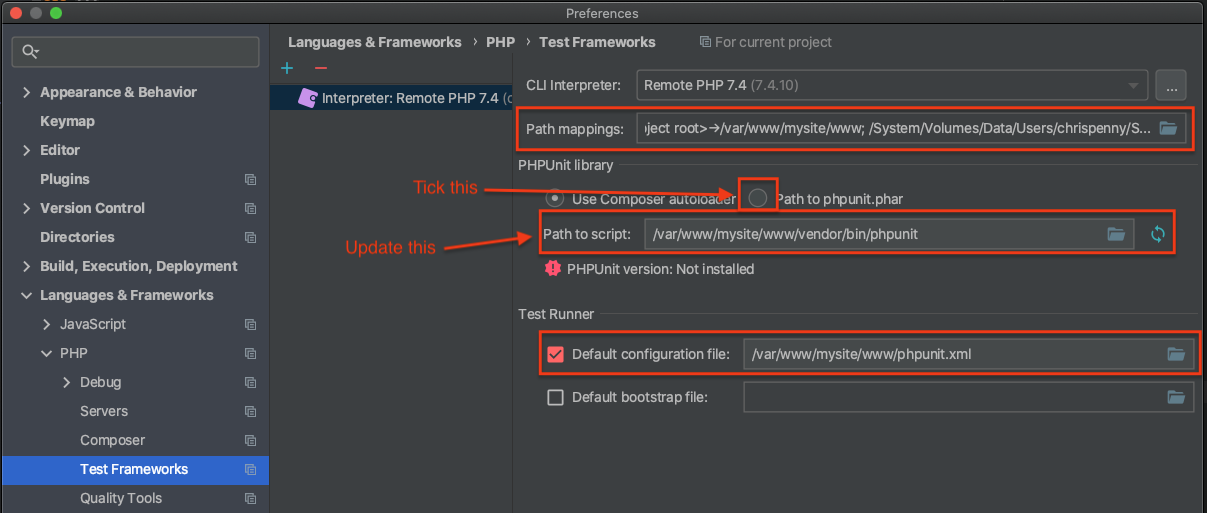 Preferences
Languages & Frameworks › PHP › Test Frameworks For current project
Appearance & Behavior
Keymap
Editor
Plugins
Version Control
Directories
Build, Execution, Deployment
Languages & Frameworks
JavaScript
PHP
Debug
Servers
Composer
Test Frameworks
Quality Tools
Interpreter: Remote PHP 7.4 (
CLI Interpreter: Remote PHP 7.4 (7.4.10) ...
Path mappings: ject root>→/var/www/mysite/www; /System/Volumes/Data/Users/chrispenny/S...
PHPUnit library
Tick this
Use Composer autoloader Path to phpunit.phar
Update this
Path to script: /var/www/mysite/www/vendor/bin/phpunit
PHPUnit version: Not installed
Test Runner
Default configuration file: /var/www/mysite/www/phpunit.xml
Default bootstrap file: